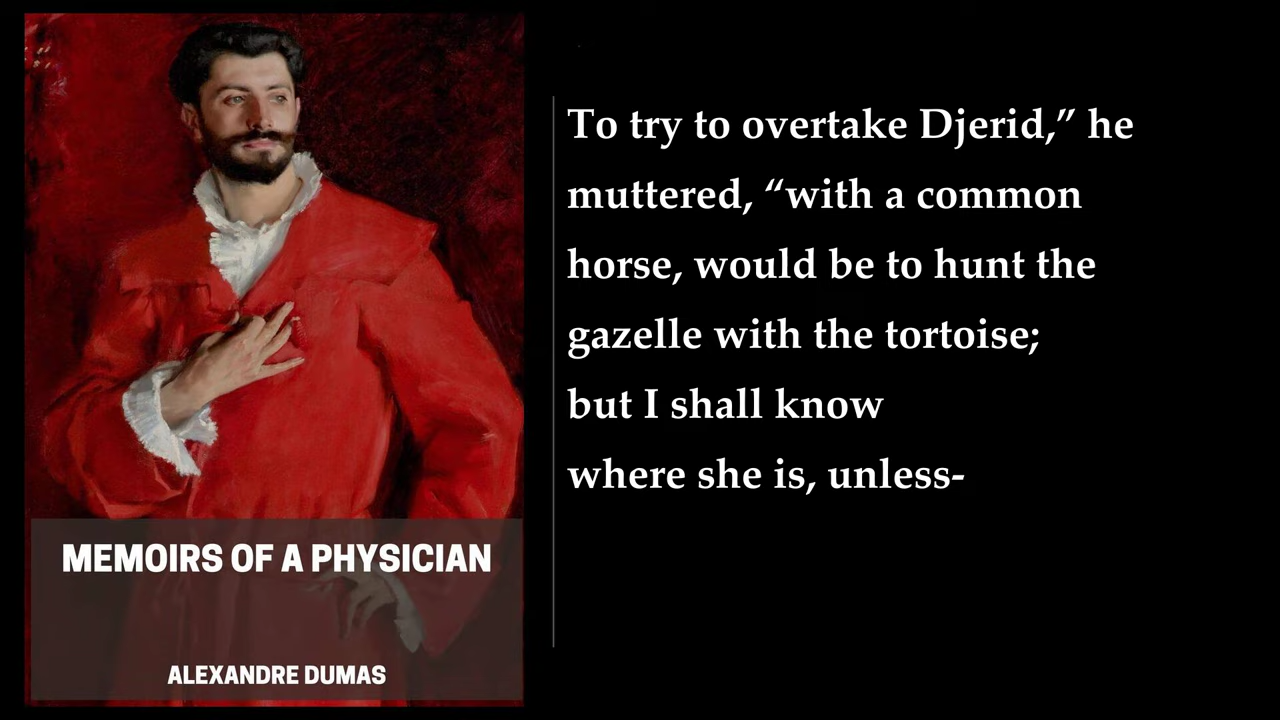 MEMOIRS OF A PHYSICIAN
ALEXANDRE DUMAS
To try to overtake Djerid,” he
muttered, “with a common
horse, would be to hunt the
gazelle with the tortoise;
but I shall know
where she is, unless-